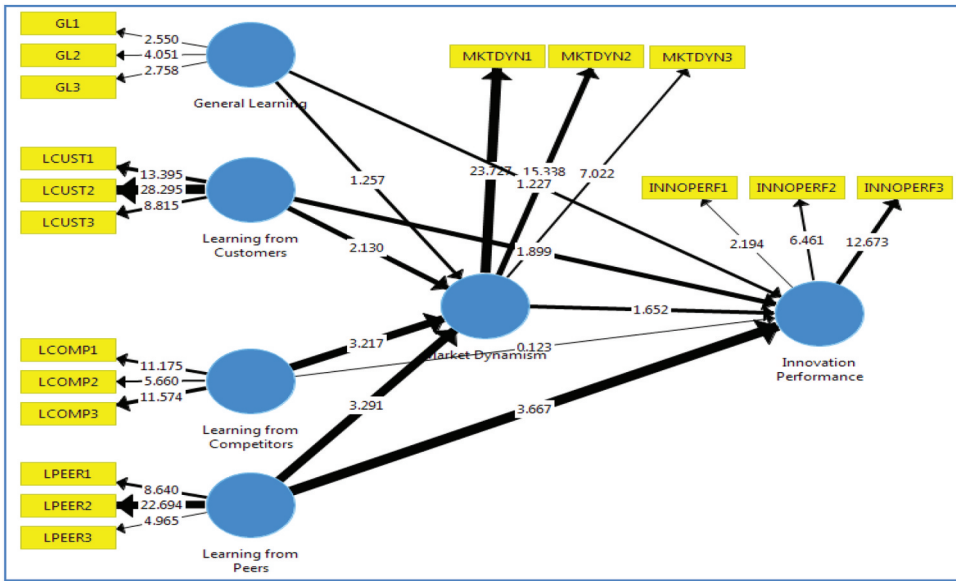 GL1
2.550
GL2
4.051
GL3
2.758
General Learning
MKTDYN1
MKTDYN2
MKTDYN3
23.727
15.338
7.022
1.227
1.257
LCUST1
13.395
LCUST2
28.295
LCUST3
8.815
Learning from
Customers
2.130
1.899
INNOPERF1
INNOPERF2
INNOPERF3
2.194
6.461
12.673
1.652
Market Dynamism
0.123
Innovation
Performance
LCOMP1
11.175
LCOMP2
5.660
LCOMP3
11.574
Learning from
Competitors
3.217
3.291
3.667
LPEER1
8.640
LPEER2
22.694
LPEER3
4.965
Learning from
Peers